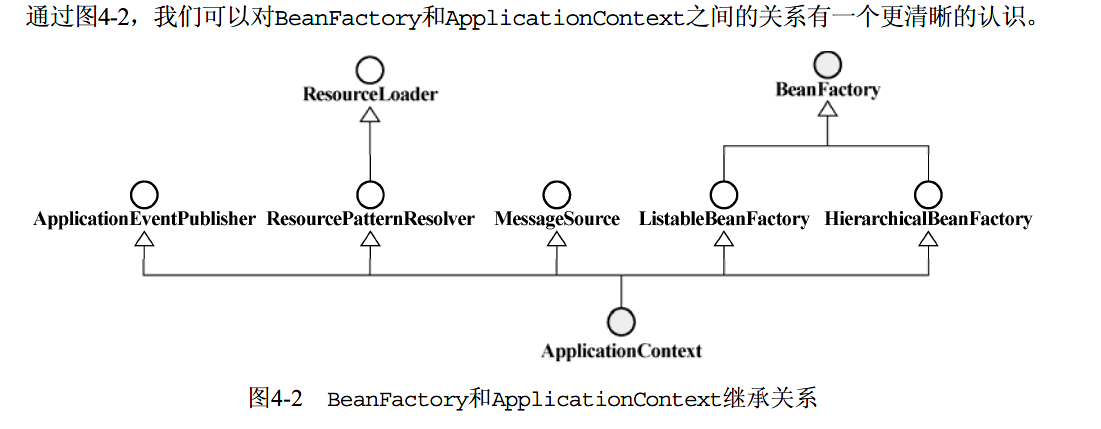 通过图4-2，我们可以对BeanFactory和ApplicationContext之间的关系有一个更清晰的认识。
ResourceLoader
BeanFactory
ApplicationEventPublisher
ResourcePatternResolver
MessageSource
ListableBeanFactory
HierarchicalBeanFactory
ApplicationContext
图4-2 BeanFactory和ApplicationContext继承关系